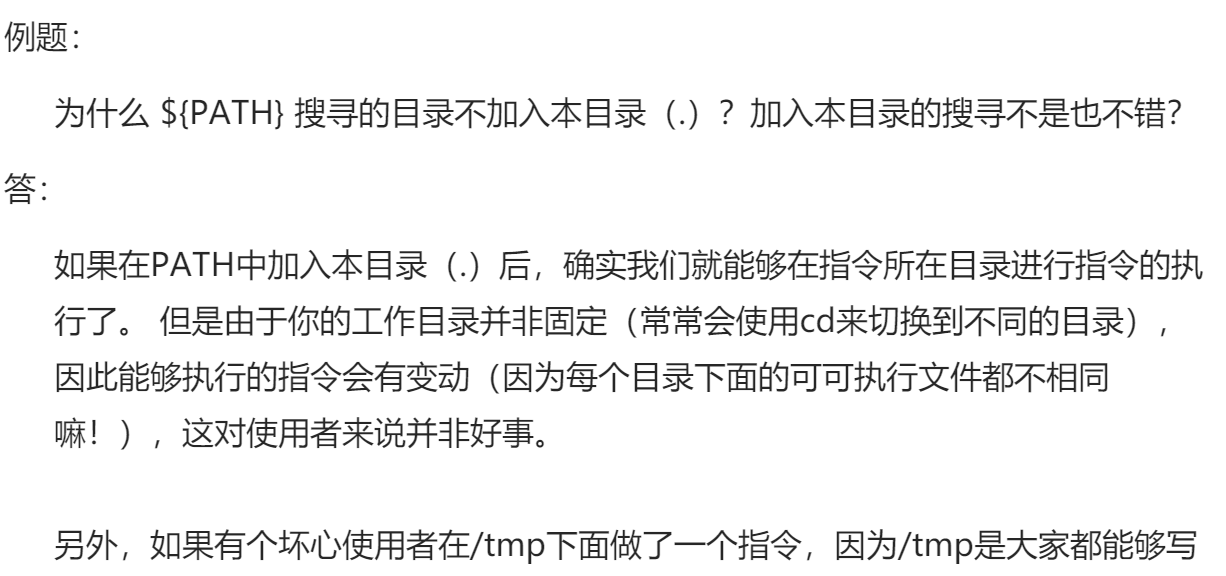 例题：
为什么 ${PATH} 搜寻的目录不加入本目录（.）？加入本目录的搜寻不是也不错？
答：
如果在PATH中加入本目录（.）后，确实我们就能够在指令所在目录进行指令的执
行了。 但是由于你的工作目录并非固定（常常会使用cd来切换到不同的目录），
因此能够执行的指令会有变动（因为每个目录下面的可可执行文件都不相同
嘛！），这对使用者来说并非好事。
另外，如果有个坏心使用者在/tmp下面做了一个指令，因为/tmp是大家都能够写